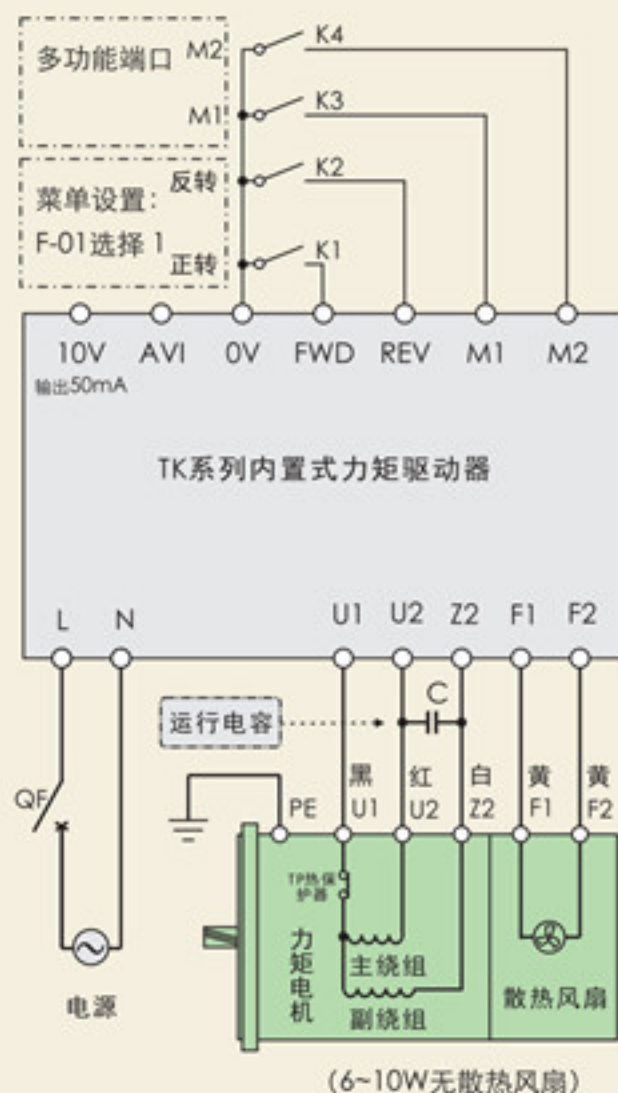 多功能端口
M2
K4
M1
K3
菜单设置：
F-01选择 1
反转
K2
正转
K1
10V AVI 0V FWD REV M1 M2
输出50mA
TK系列内置式力矩驱动器
L N U1 U2 Z2 F1 F2
运行电容
C
QF
黑 红 白 黄 黄
PE U1 U2 Z2 F1 F2
TP热保
护器
力矩电机
主绕组
副绕组
散热风扇
电源
(6~10W无散热风扇)